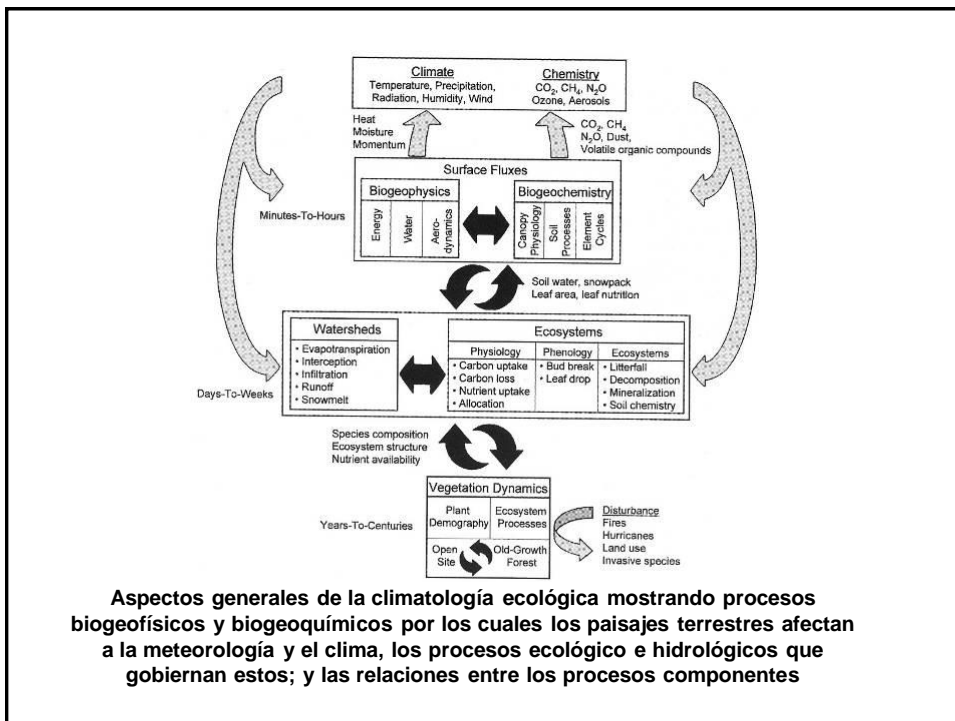 Climate
Temperature, Precipitation,
Radiation, Humidity, Wind
Chemistry
CO₂, CH₄, N₂O
Ozone, Aerosols
Heat
Moisture
Momentum
CO₂, CH₄
N₂O, Dust,
Volatile organic compounds
Surface Fluxes
Minutes-To-Hours
Biogeophysics
Energy
Water
Aero-
dynamics
Biogeochemistry
Canopy
Physiology
Soil
Processes
Element
Cycles
Soil water, snowpack
Leaf area, leaf nutrition
Days-To-Weeks
Watersheds
• Evapotranspiration
• Interception
• Infiltration
• Runoff
• Snowmelt
Ecosystems
Physiology
• Carbon uptake
• Carbon loss
• Nutrient uptake
• Allocation
Phenology
• Bud break
• Leaf drop
Ecosystems
• Litterfall
• Decomposition
• Mineralization
• Soil chemistry
Species composition
Ecosystem structure
Nutrient availability
Years-To-Centuries
Vegetation Dynamics
Plant
Demography
Ecosystem
Processes
Open
Site
Old-Growth
Forest
Disturbance
Fires
Hurricanes
Land use
Invasive species
Aspectos generales de la climatología ecológica mostrando procesos
biogeofísicos y biogeoquímicos por los cuales los paisajes terrestres afectan
a la meteorología y el clima, los procesos ecológico e hidrológicos que
gobiernan estos; y las relaciones entre los procesos componentes